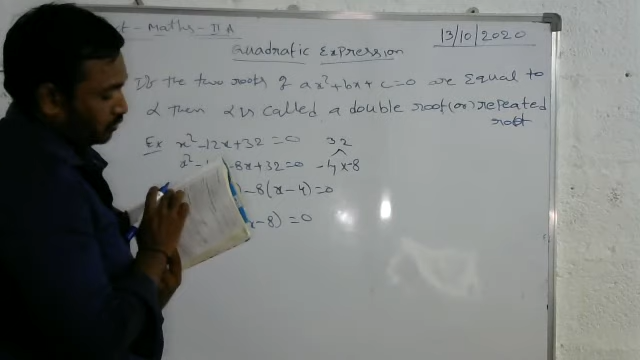 t - Maths - II A
13/10/2020
Quadratic Expression
If the two roots of ax²+bx+c=0 are Equal to
α then α is called a double root (or) repeated
root
Ex x²-12x+32=0 32
x²-4 -8x+32=0 -4x-8
) -8(x-4)=0
x-8) =0